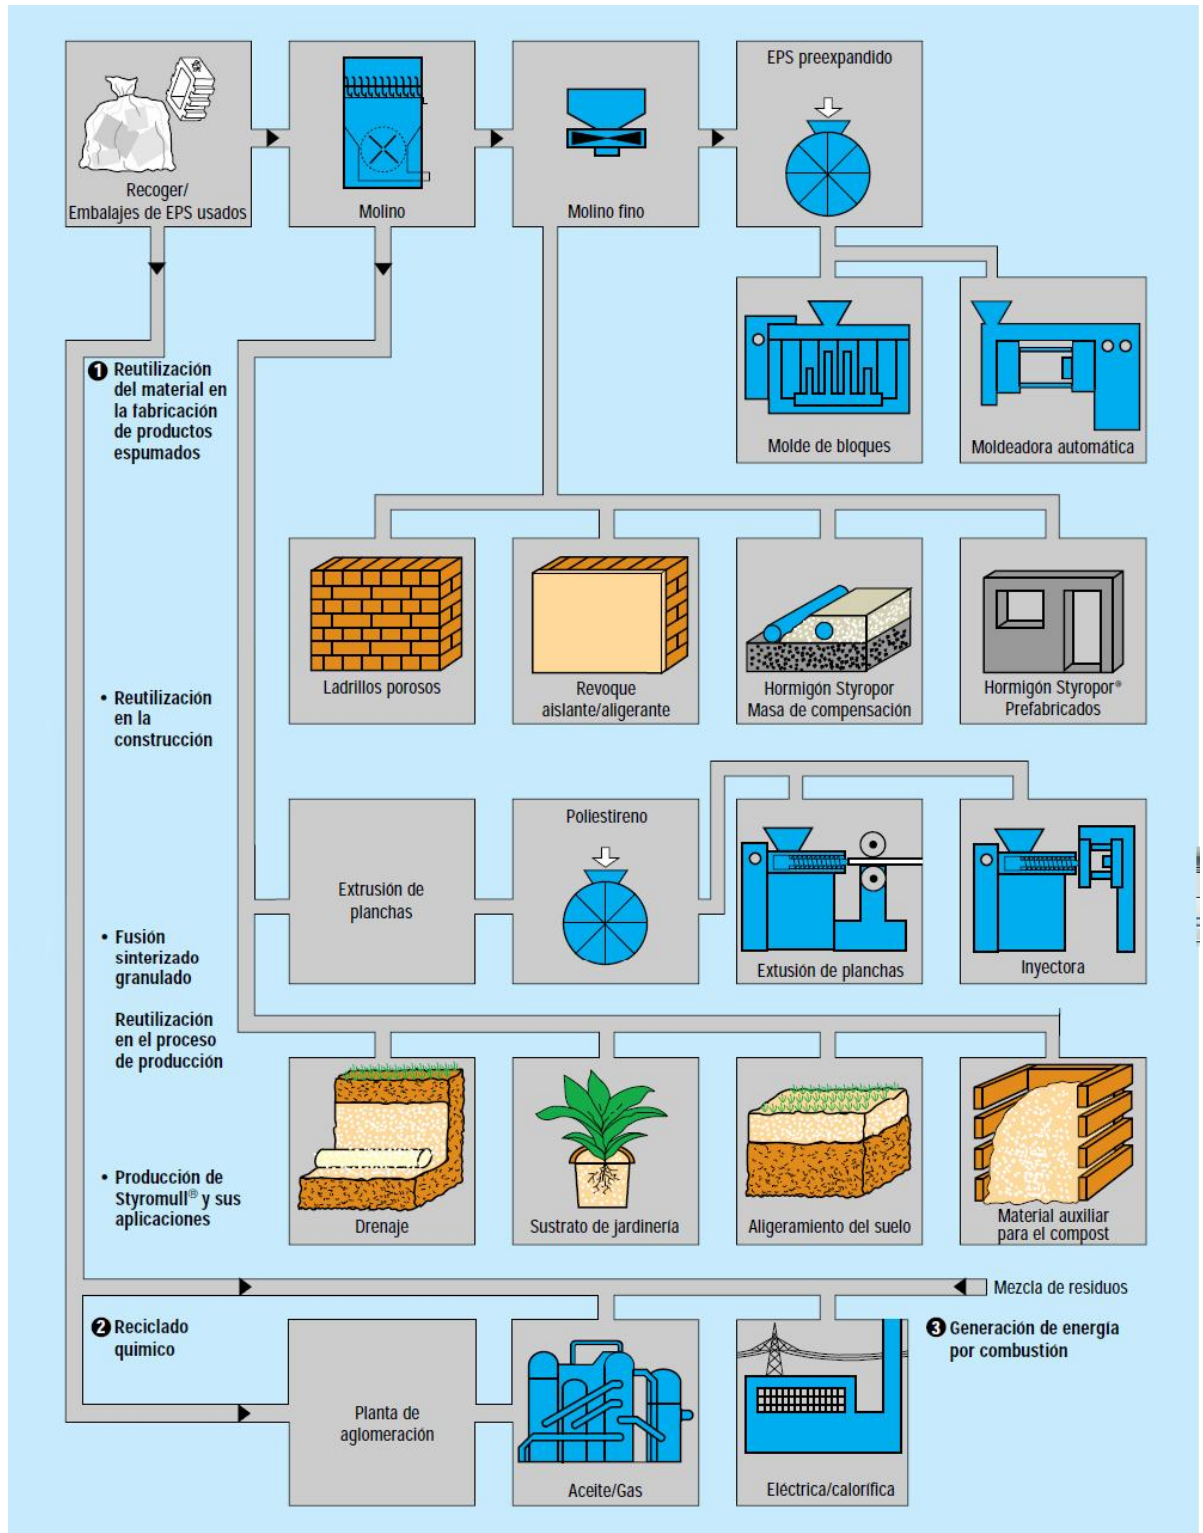 EPS preexpandido
Recoger/
Embalajes de EPS usados
Molino
Molino fino
1 Reutilización
del material en
la fabricación
de productos
espumados
Molde de bloques
Moldeadora automática
Ladrillos porosos
Revoque
aislante/aligerante
Hormigón Styropor
Masa de compensación
Hormigón Styropor®
Prefabricados
• Reutilización
en la
construcción
Extrusión de
planchas
Poliestireno
Extusión de planchas
Inyectora
• Fusión
sinterizado
granulado
Reutilización
en el proceso
de producción
• Producción de
Styromull® y sus
aplicaciones
Drenaje
Sustrato de jardinería
Aligeramiento del suelo
Material auxiliar
para el compost
Mezcla de residuos
2 Reciclado
quimico
3 Generación de energía
por combustión
Planta de
aglomeración
Aceite/Gas
Eléctrica/calorífica